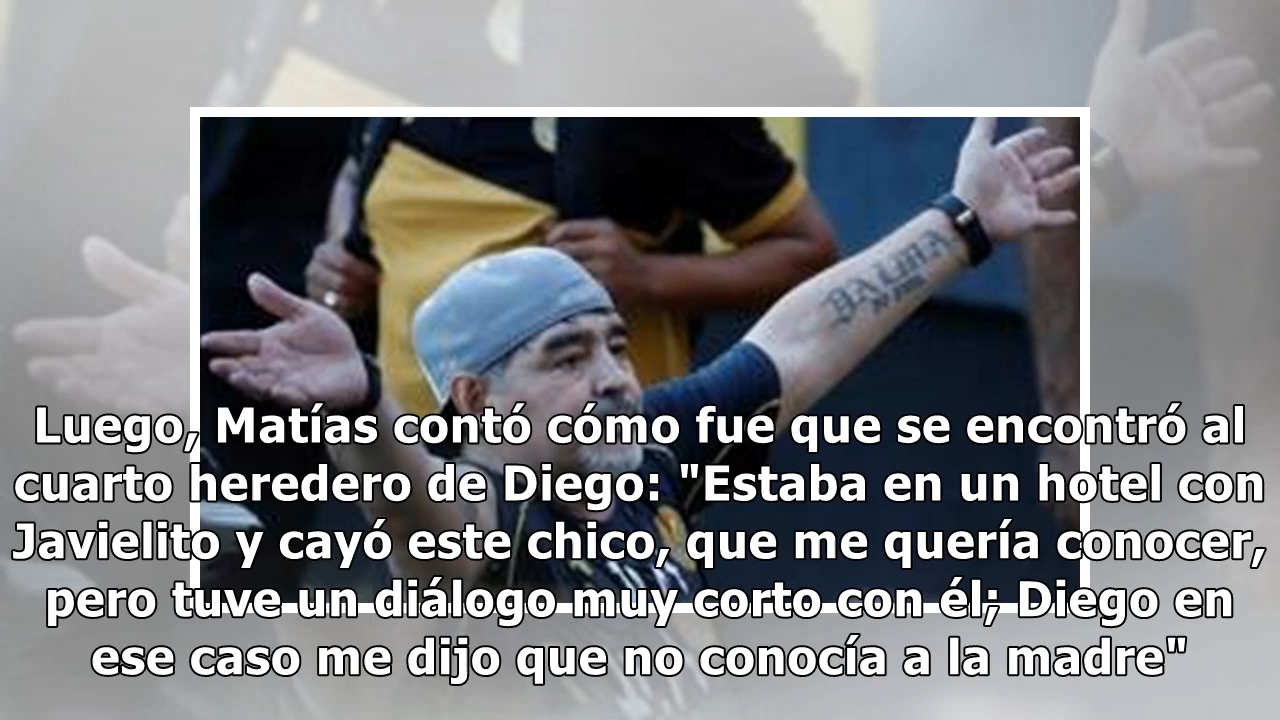 DALMA
Luego, Matías contó cómo fue que se encontró al
cuarto heredero de Diego: "Estaba en un hotel con
Javielito y cayó este chico, que me quería conocer,
pero tuve un diálogo muy corto con él; Diego en
ese caso me dijo que no conocía a la madre"